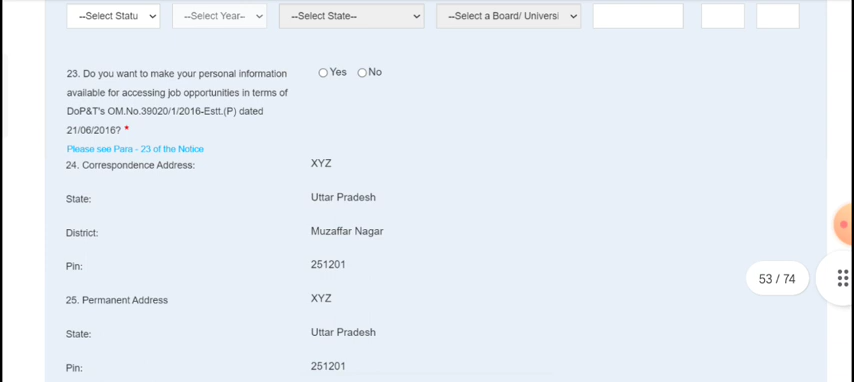 --Select Statu --Select Year-- --Select State-- --Select a Board/ Universi
23. Do you want to make your personal information Yes No
available for accessing job opportunities in terms of
DoP&T's OM.No.39020/1/2016-Estt.(P) dated
21/06/2016? *
Please see Para - 23 of the Notice
24. Correspondence Address: XYZ
State: Uttar Pradesh
District: Muzaffar Nagar
Pin: 251201
53 / 74
25. Permanent Address XYZ
State: Uttar Pradesh
Pin: 251201